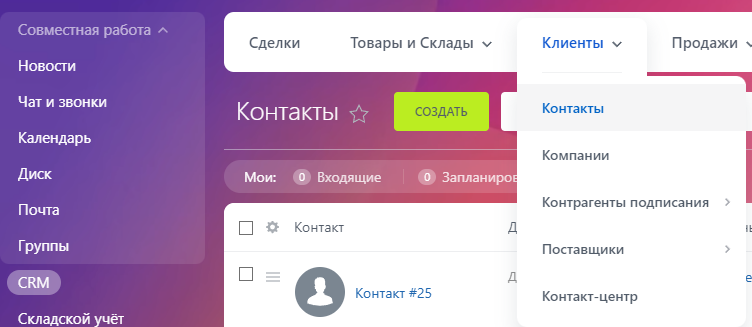 Совместная работа
Новости
Чат и звонки
Календарь
Диск
Почта
Группы
CRM
Складской учёт
Сделки
Товары и Склады
Клиенты
Продажи
Контакты
СОЗДАТЬ
Мои:
0 Входящие
0 Запланиров
Контакт
Контакт #25
Контакты
Компании
Контрагенты подписания
Поставщики
Контакт-центр